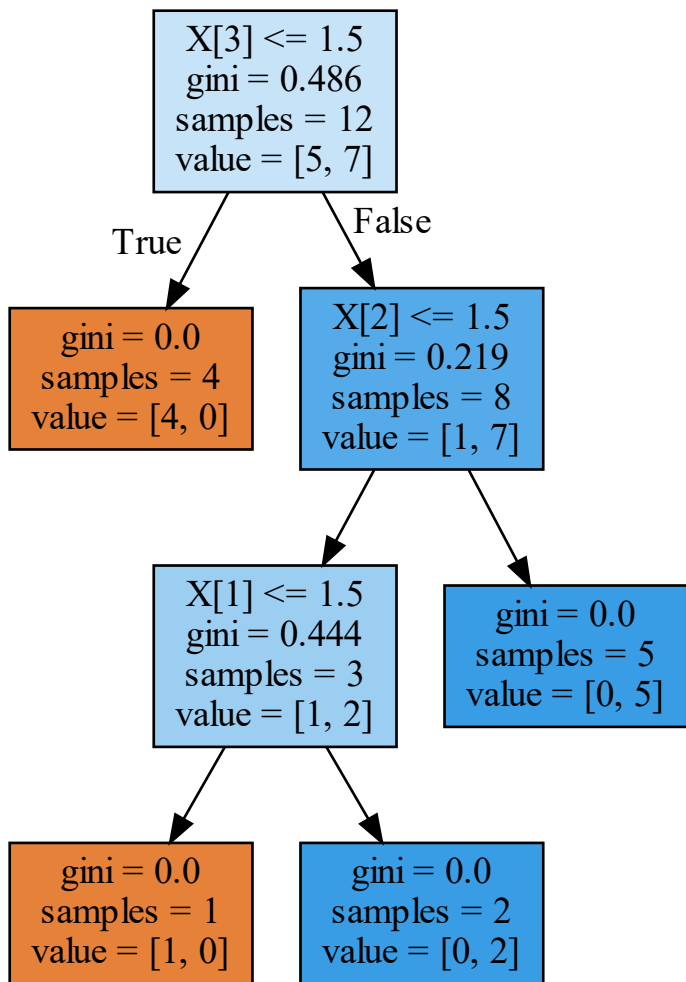 X[3] <= 1.5
gini = 0.486
samples = 12
value = [5, 7]
True
False
gini = 0.0
samples = 4
value = [4, 0]
X[2] <= 1.5
gini = 0.219
samples = 8
value = [1, 7]
X[1] <= 1.5
gini = 0.444
samples = 3
value = [1, 2]
gini = 0.0
samples = 5
value = [0, 5]
gini = 0.0
samples = 1
value = [1, 0]
gini = 0.0
samples = 2
value = [0, 2]